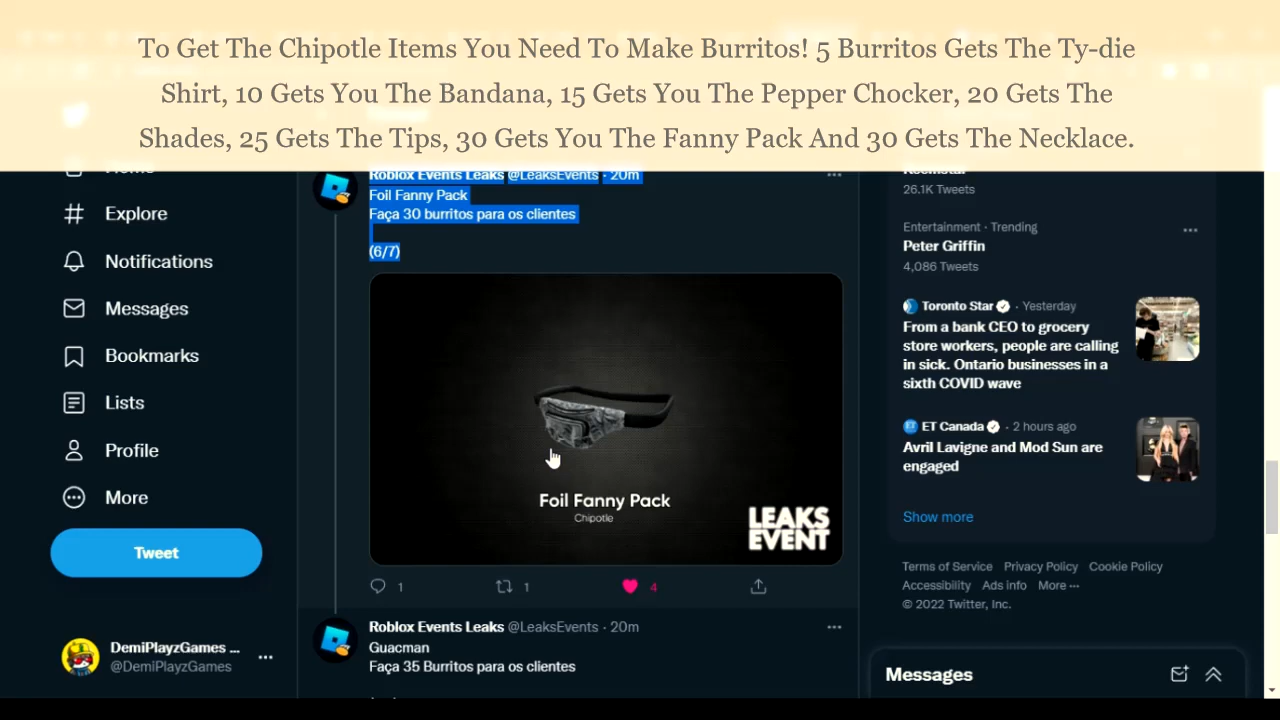 To Get The Chipotle Items You Need To Make Burritos! 5 Burritos Gets The Ty-die
Shirt, 10 Gets You The Bandana, 15 Gets You The Pepper Chocker, 20 Gets The
Shades, 25 Gets The Tips, 30 Gets You The Fanny Pack And 30 Gets The Necklace.
Home
Explore
Notifications
Messages
Bookmarks
Lists
Profile
More
Tweet
DemiPlayzGames ...
@DemiPlayzGames
Roblox Events Leaks @LeaksEvents · 20m
Foil Fanny Pack
Faça 30 burritos para os clientes
(6/7)
Foil Fanny Pack
Chipotle
LEAKS
EVENT
1
1
4
Roblox Events Leaks @LeaksEvents · 20m
Guacman
Faça 35 Burritos para os clientes
26.1K Tweets
Entertainment · Trending
Peter Griffin
4,086 Tweets
Toronto Star · Yesterday
From a bank CEO to grocery
store workers, people are calling
in sick. Ontario businesses in a
sixth COVID wave
ET Canada · 2 hours ago
Avril Lavigne and Mod Sun are
engaged
Show more
Terms of Service Privacy Policy Cookie Policy
Accessibility Ads info More ···
© 2022 Twitter, Inc.
Messages